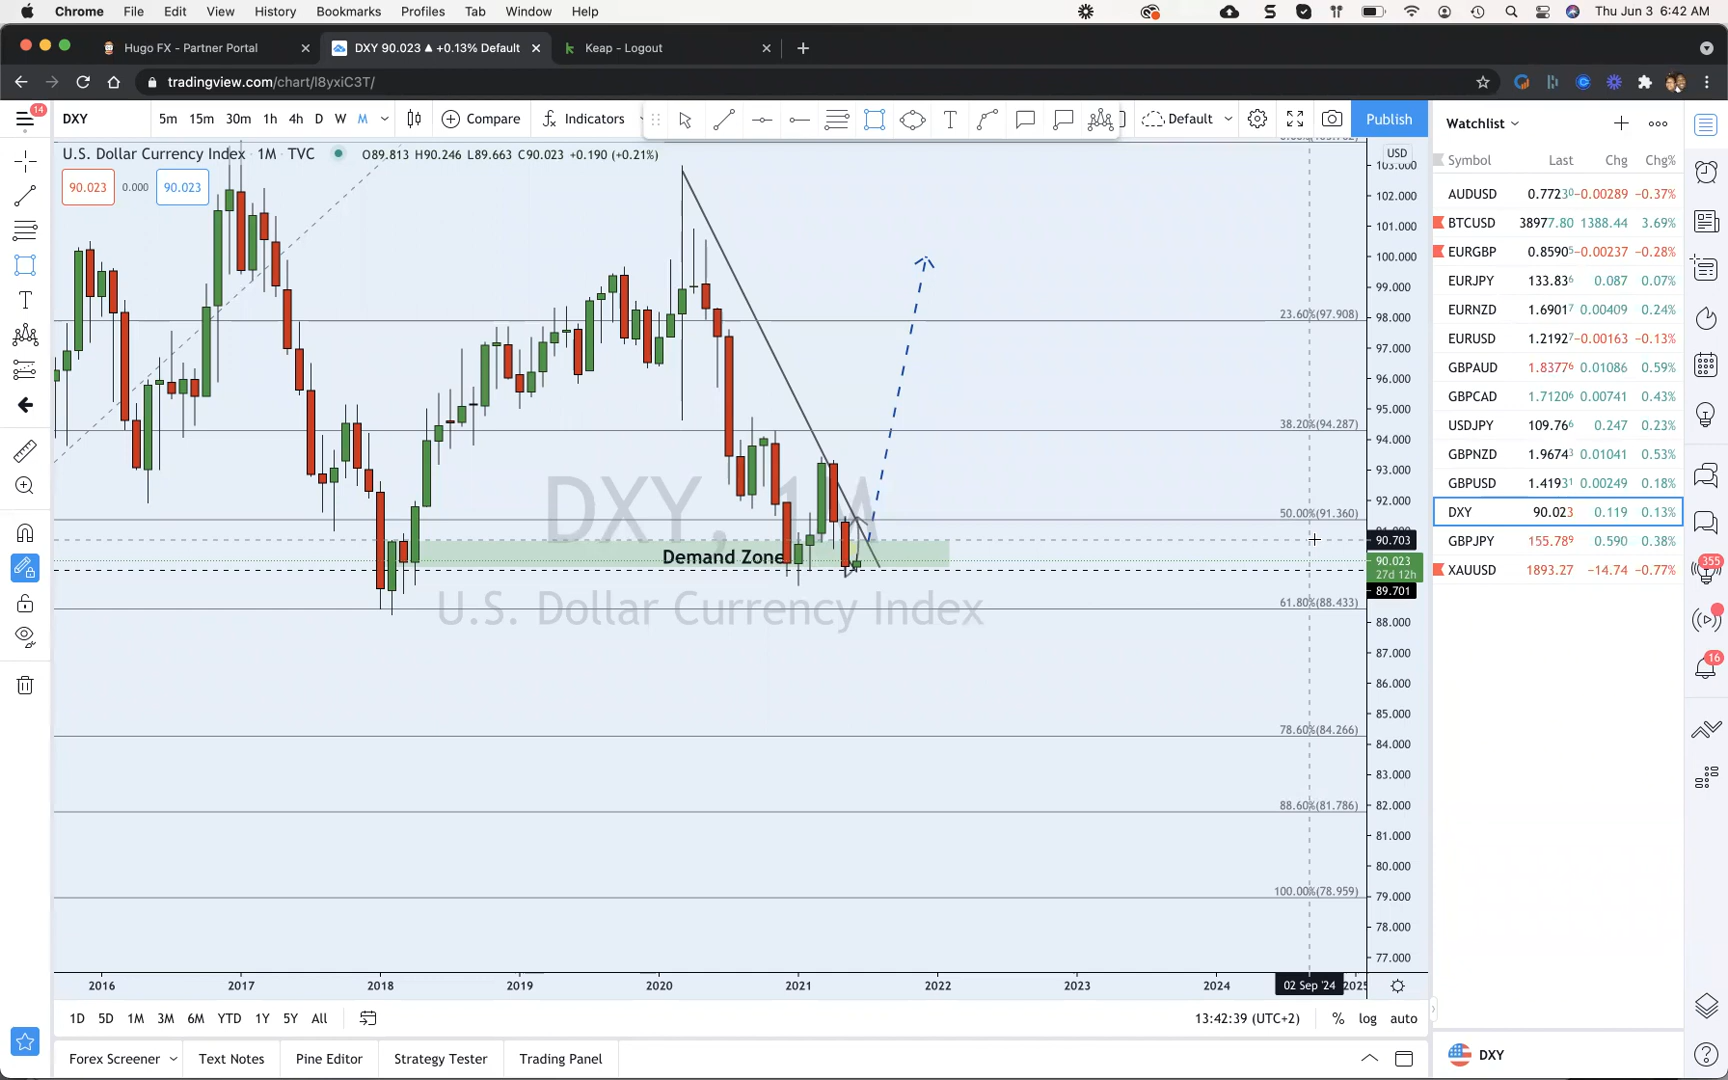 Chrome File Edit View History Bookmarks Profiles Tab Window Help Thu Jun 3 6:42 AM
Hugo FX - Partner Portal DXY 90.023 ▲ +0.13% Default Keap - Logout
tradingview.com/chart/l8yxiC3T/
14 DXY 5m 15m 30m 1h 4h D W M Compare Indicators Default Publish
Watchlist
U.S. Dollar Currency Index · 1M · TVC O89.813 H90.246 L89.663 C90.023 +0.190 (+0.21%)
90.023 0.000 90.023
Symbol Last Chg Chg%
AUDUSD 0.77230 −0.00289 −0.37%
BTCUSD 38977.80 1388.44 3.69%
EURGBP 0.85905 −0.00237 −0.28%
EURJPY 133.836 0.087 0.07%
EURNZD 1.69017 0.00409 0.24%
EURUSD 1.21927 −0.00163 −0.13%
GBPAUD 1.83776 0.01086 0.59%
GBPCAD 1.71206 0.00741 0.43%
USDJPY 109.766 0.247 0.23%
GBPNZD 1.96743 0.01041 0.53%
GBPUSD 1.41931 0.00249 0.18%
DXY 90.023 0.119 0.13%
GBPJPY 155.789 0.590 0.38%
XAUUSD 1893.27 −14.74 −0.77%
355
16
USD
103.000
102.000
101.000
100.000
99.000
23.60%(97.908) 98.000
97.000
96.000
95.000
38.20%(94.287) 94.000
93.000
92.000
50.00%(91.360)
90.703
DXY, 1M
Demand Zone
90.023
27d 12h
89.701
U.S. Dollar Currency Index
61.80%(88.433)
88.000
87.000
86.000
85.000
78.60%(84.266)
84.000
83.000
88.60%(81.786) 82.000
81.000
80.000
100.00%(78.959) 79.000
78.000
77.000
2016 2017 2018 2019 2020 2021 2022 2023 2024 02 Sep '24 2025
1D 5D 1M 3M 6M YTD 1Y 5Y All 13:42:39 (UTC+2) % log auto
Forex Screener Text Notes Pine Editor Strategy Tester Trading Panel
DXY